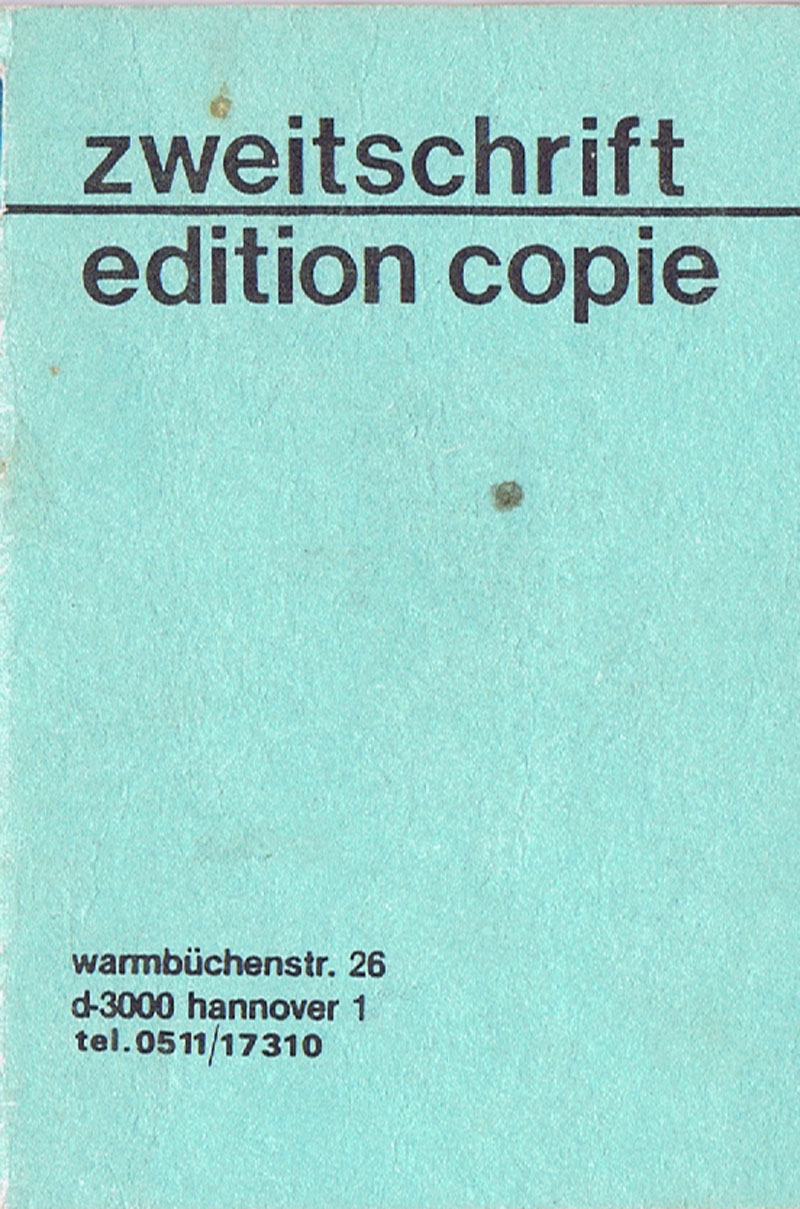 zweitschrift
edition copie
warmbüchenstr. 26
d-3000 hannover 1
tel.0511/17310